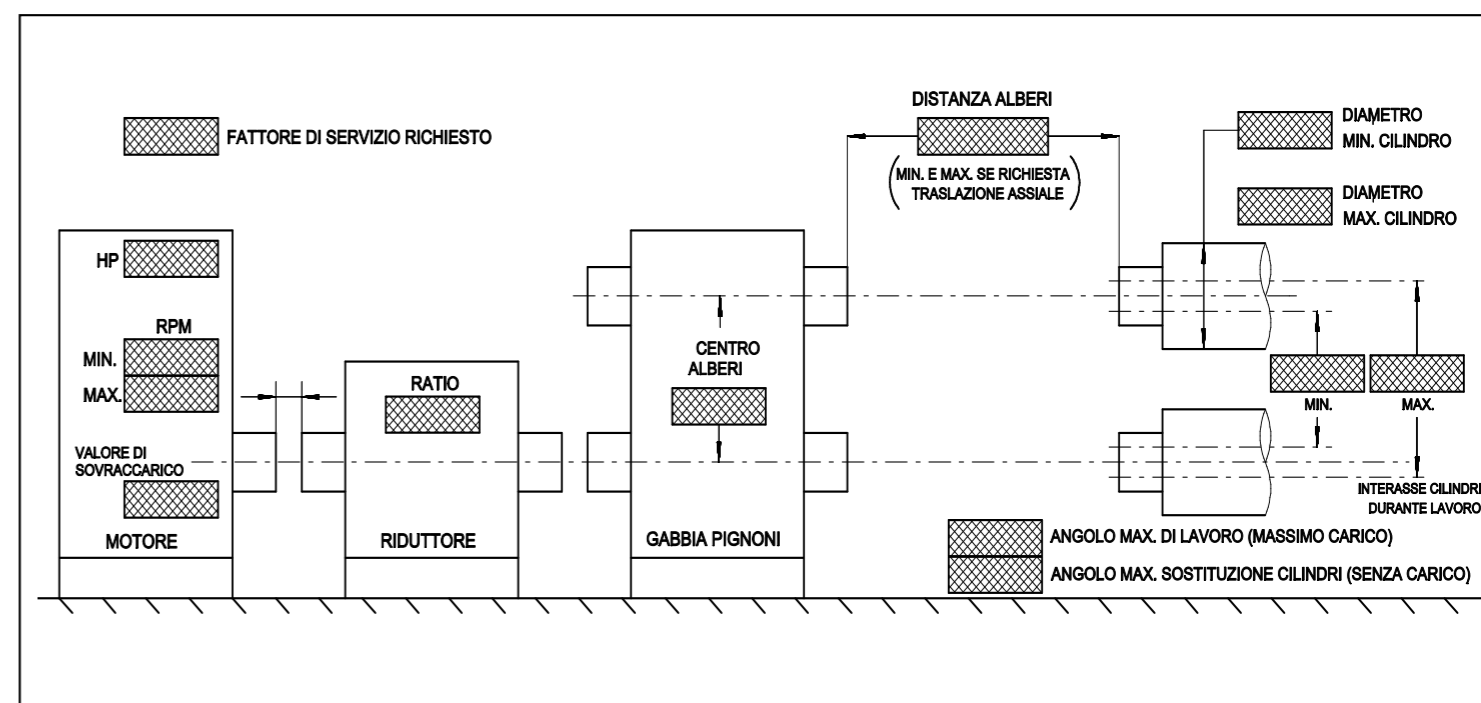 FATTORE DI SERVIZIO RICHIESTO
DISTANZA ALBERI
(MIN. E MAX. SE RICHIESTA
TRASLAZIONE ASSIALE)
DIAMETRO
MIN. CILINDRO
DIAMETRO
MAX. CILINDRO
HP
RPM
MIN.
MAX.
VALORE DI
SOVRACCARICO
MOTORE
RATIO
RIDUTTORE
CENTRO
ALBERI
GABBIA PIGNONI
MIN.
MAX.
INTERASSE CILINDRI
DURANTE LAVORO
ANGOLO MAX. DI LAVORO (MASSIMO CARICO)
ANGOLO MAX. SOSTITUZIONE CILINDRI (SENZA CARICO)